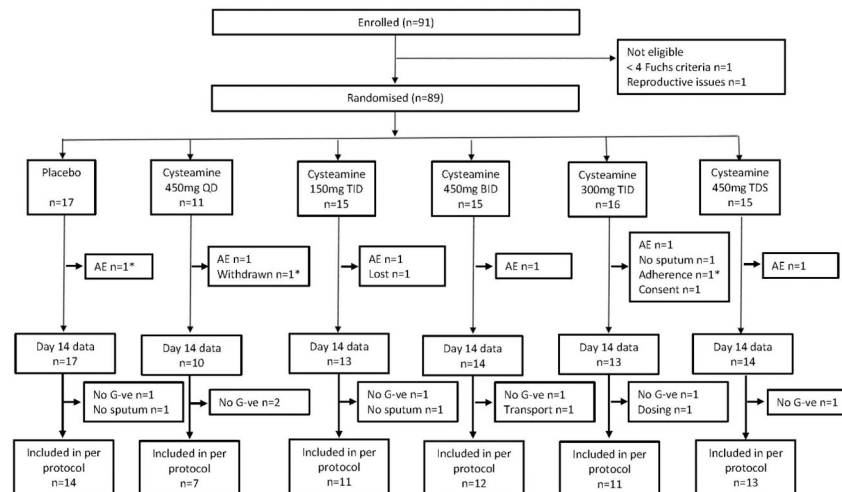 Enrolled (n=91)
Not eligible
< 4 Fuchs criteria n=1
Reproductive issues n=1
Randomised (n=89)
Placebo
n=17
Cysteamine
450mg QD
n=11
Cysteamine
150mg TID
n=15
Cysteamine
450mg BID
n=15
Cysteamine
300mg TID
n=16
Cysteamine
450mg TDS
n=15
AE n=1*
AE n=1
Withdrawn n=1*
AE n=1
Lost n=1
AE n=1
AE n=1
No sputum n=1
Adherence n=1*
Consent n=1
AE n=1
Day 14 data
n=17
Day 14 data
n=10
Day 14 data
n=13
Day 14 data
n=14
Day 14 data
n=13
Day 14 data
n=14
No G-ve n=1
No sputum n=1
No G-ve n=2
No G-ve n=1
No sputum n=1
No G-ve n=1
Transport n=1
No G-ve n=1
Dosing n=1
No G-ve n=1
Included in per
protocol
n=14
Included in per
protocol
n=7
Included in per
protocol
n=11
Included in per
protocol
n=12
Included in per
protocol
n=11
Included in per
protocol
n=13